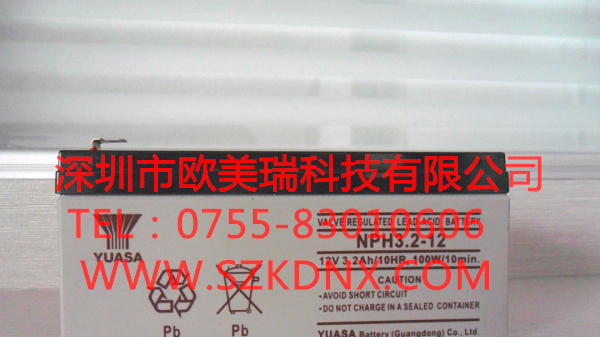 深圳市欧美瑞科技有限公司
VALVE REGULATED LEAD ACID BATTERY
TEL：0755-83010606
NPH3.2-12
YUASA
12V 3.2Ah/10HR, 100W/10min.
WWW.SZKDNX.COM
CAUTION
•AVOID SHORT CIRCUIT
•DO NOT CHARGE IN A SEALED CONTAINER
Pb
Pb
YUASA Battery (Guangdong) Co., Ltd.